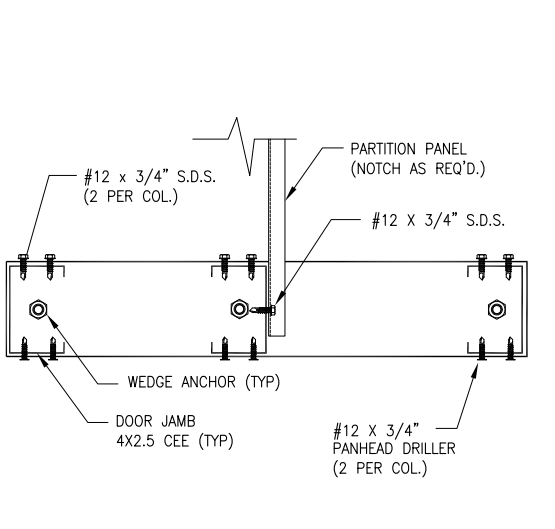 PARTITION PANEL
(NOTCH AS REQ'D.)
#12 x 3/4" S.D.S.
(2 PER COL.)
#12 X 3/4" S.D.S.
WEDGE ANCHOR (TYP)
DOOR JAMB
4X2.5 CEE (TYP)
#12 X 3/4"
PANHEAD DRILLER
(2 PER COL.)